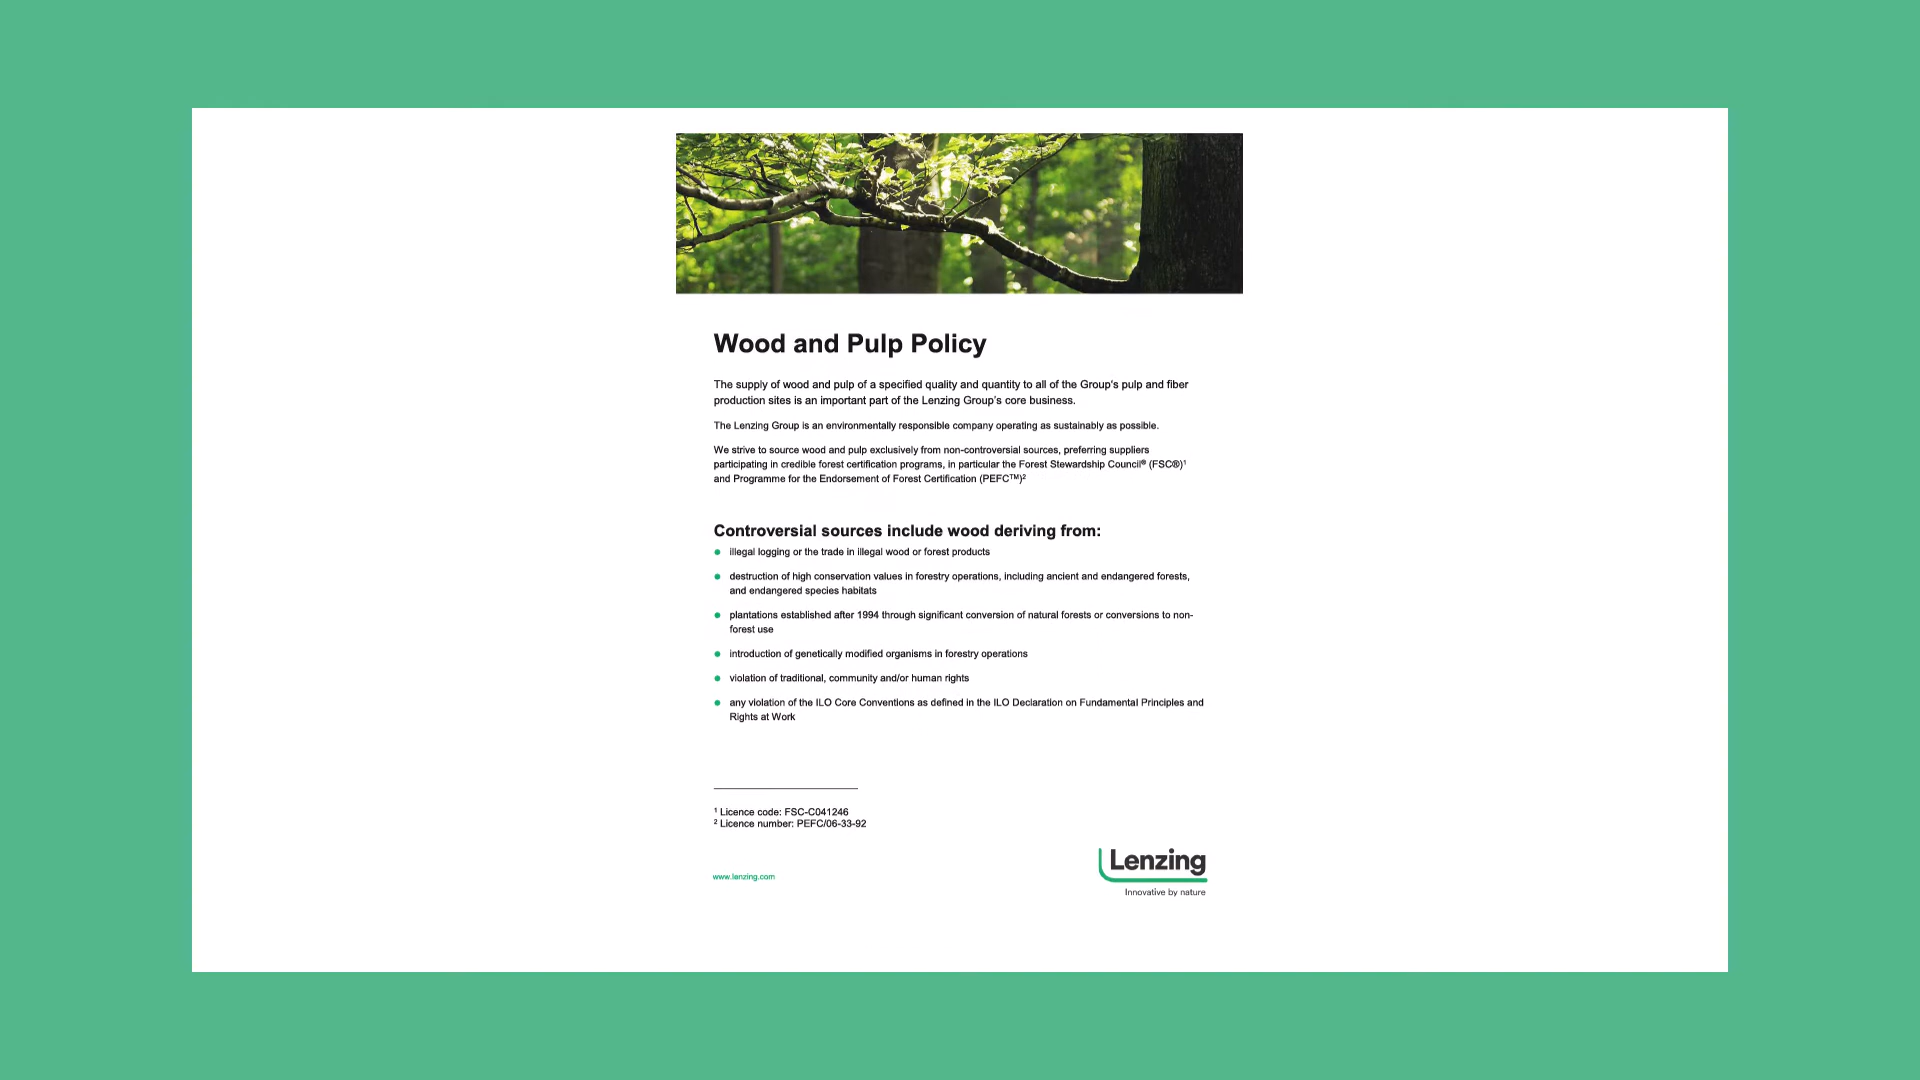 Wood and Pulp Policy
The supply of wood and pulp of a specified quality and quantity to all of the Group's pulp and fiber
production sites is an important part of the Lenzing Group's core business.
The Lenzing Group is an environmentally responsible company operating as sustainably as possible.
We strive to source wood and pulp exclusively from non-controversial sources, preferring suppliers
participating in credible forest certification programs, in particular the Forest Stewardship Council® (FSC®)¹
and Programme for the Endorsement of Forest Certification (PEFC™)²
Controversial sources include wood deriving from:
● illegal logging or the trade in illegal wood or forest products
● destruction of high conservation values in forestry operations, including ancient and endangered forests,
and endangered species habitats
● plantations established after 1994 through significant conversion of natural forests or conversions to non-
forest use
● introduction of genetically modified organisms in forestry operations
● violation of traditional, community and/or human rights
● any violation of the ILO Core Conventions as defined in the ILO Declaration on Fundamental Principles and
Rights at Work
¹ Licence code: FSC-C041246
² Licence number: PEFC/06-33-92
www.lenzing.com
Lenzing
Innovative by nature